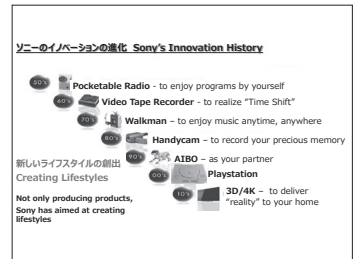 ソニーのイノベーションの進化 Sony's Innovation History
50's
Pocketable Radio - to enjoy programs by yourself
60's
Video Tape Recorder - to realize "Time Shift"
70's
Walkman – to enjoy music anytime, anywhere
80's
Handycam – to record your precious memory
90's
AIBO – as your partner
00's
Playstation
10's
3D/4K – to deliver
"reality" to your home
新しいライフスタイルの創出
Creating Lifestyles
Not only producing products,
Sony has aimed at creating
lifestyles